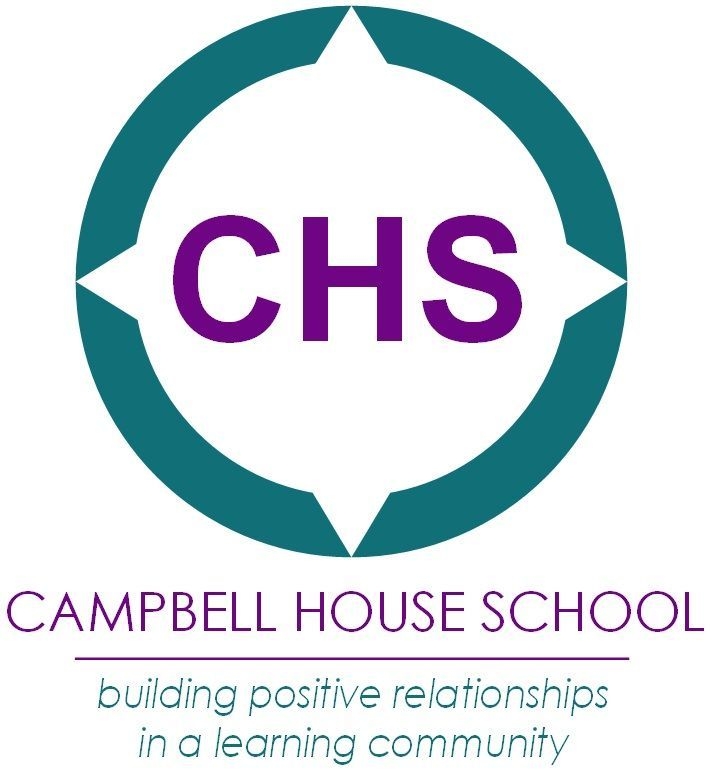 CHS
CAMPBELL HOUSE SCHOOL
building positive relationships
in a learning community